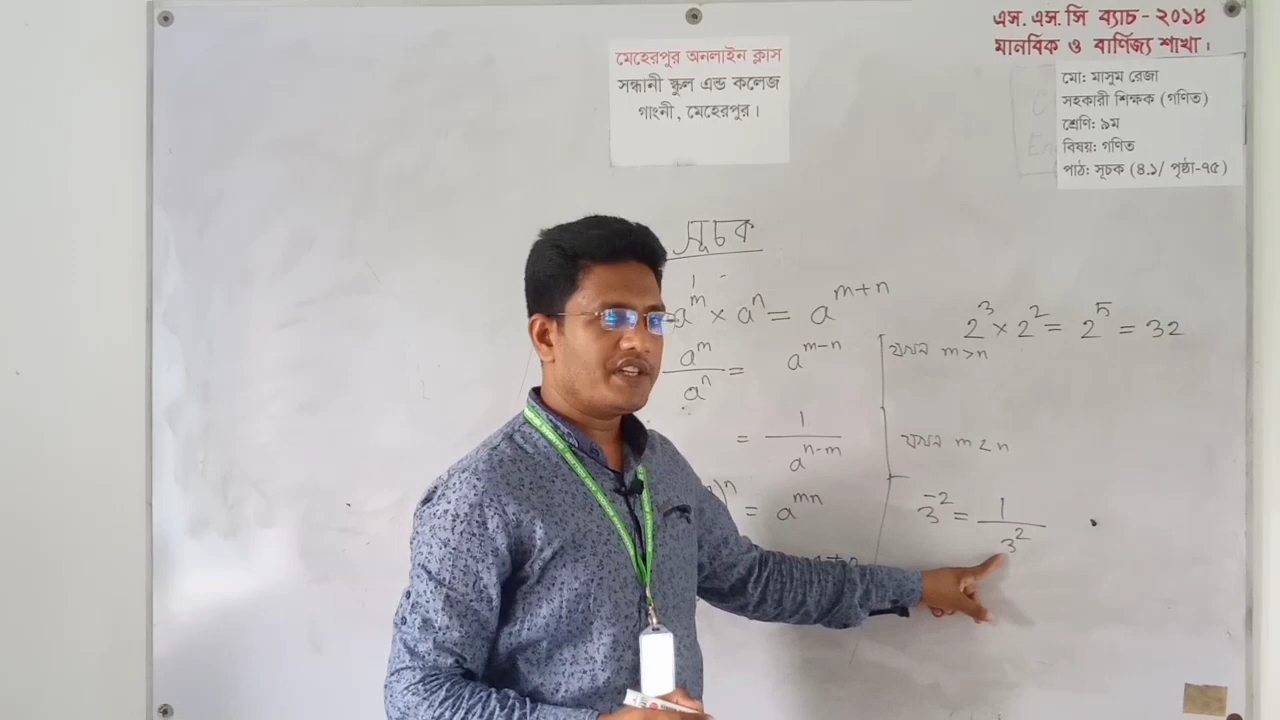 এস. এস. সি ব্যাচ - ২০১৮
মানবিক ও বাণিজ্য শাখা।
মেহেরপুর অনলাইন ক্লাস
সন্ধানী স্কুল এন্ড কলেজ
গাংনী, মেহেরপুর।
মো: মাসুম রেজা
সহকারী শিক্ষক (গণিত)
শ্রেণি: ৯ম
বিষয়: গণিত
পাঠ: সূচক (৪.১/ পৃষ্ঠা-৭৫)
সূচক
a^m × a^n = a^{m+n}
2^3 × 2^2 = 2^5 = 32
a^m/a^n = a^{m-n} যখন m>n
= 1/a^{n-m} যখন m<n
)^n = a^{mn}
3^{-2} = 1/3^2